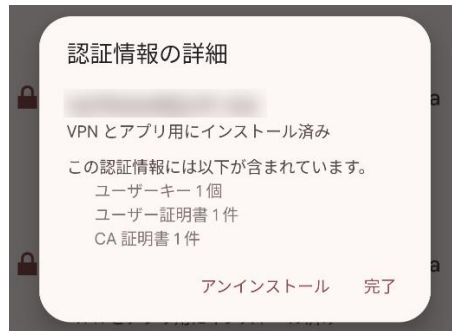 認証情報の詳細
VPN とアプリ用にインストール済み
この認証情報には以下が含まれています。
ユーザーキー 1個
ユーザー証明書 1件
CA 証明書 1件
アンインストール 完了
a
a